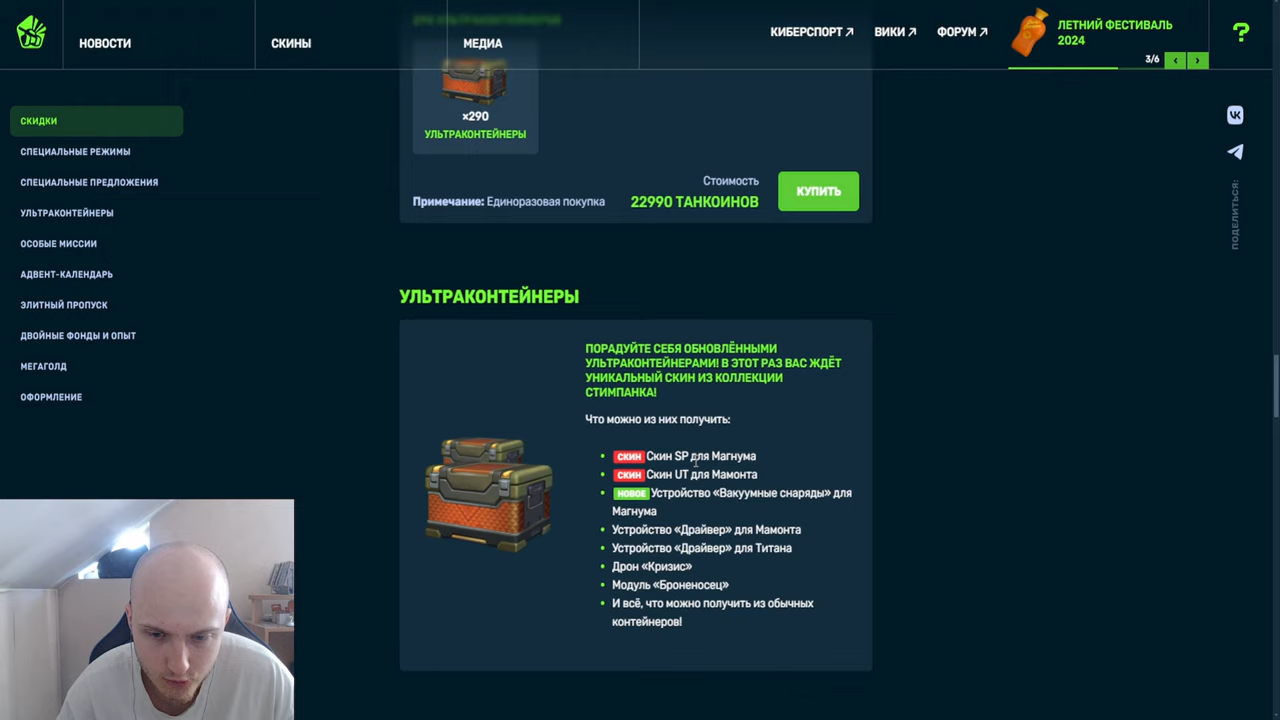 НОВОСТИ
СКИНЫ
МЕДИА
КИБЕРСПОРТ
ВИКИ
ФОРУМ
ЛЕТНИЙ ФЕСТИВАЛЬ
2024
3/6
?
СКИДКИ
СПЕЦИАЛЬНЫЕ РЕЖИМЫ
СПЕЦИАЛЬНЫЕ ПРЕДЛОЖЕНИЯ
УЛЬТРАКОНТЕЙНЕРЫ
ОСОБЫЕ МИССИИ
АДВЕНТ-КАЛЕНДАРЬ
ЭЛИТНЫЙ ПРОПУСК
ДВОЙНЫЕ ФОНДЫ И ОПЫТ
МЕГАГОЛД
ОФОРМЛЕНИЕ
×290
УЛЬТРАКОНТЕЙНЕРЫ
Примечание: Единоразовая покупка
Стоимость
22990 ТАНКОИНОВ
КУПИТЬ
УЛЬТРАКОНТЕЙНЕРЫ
ПОРАДУЙТЕ СЕБЯ ОБНОВЛЁННЫМИ
УЛЬТРАКОНТЕЙНЕРАМИ! В ЭТОТ РАЗ ВАС ЖДЁТ
УНИКАЛЬНЫЙ СКИН ИЗ КОЛЛЕКЦИИ
СТИМПАНКА!
Что можно из них получить:
СКИН Скин SP для Магнума
СКИН Скин UT для Мамонта
НОВОЕ Устройство «Вакуумные снаряды» для
Магнума
Устройство «Драйвер» для Мамонта
Устройство «Драйвер» для Титана
Дрон «Кризис»
Модуль «Броненосец»
И всё, что можно получить из обычных
контейнеров!
ПОДЕЛИТЬСЯ: